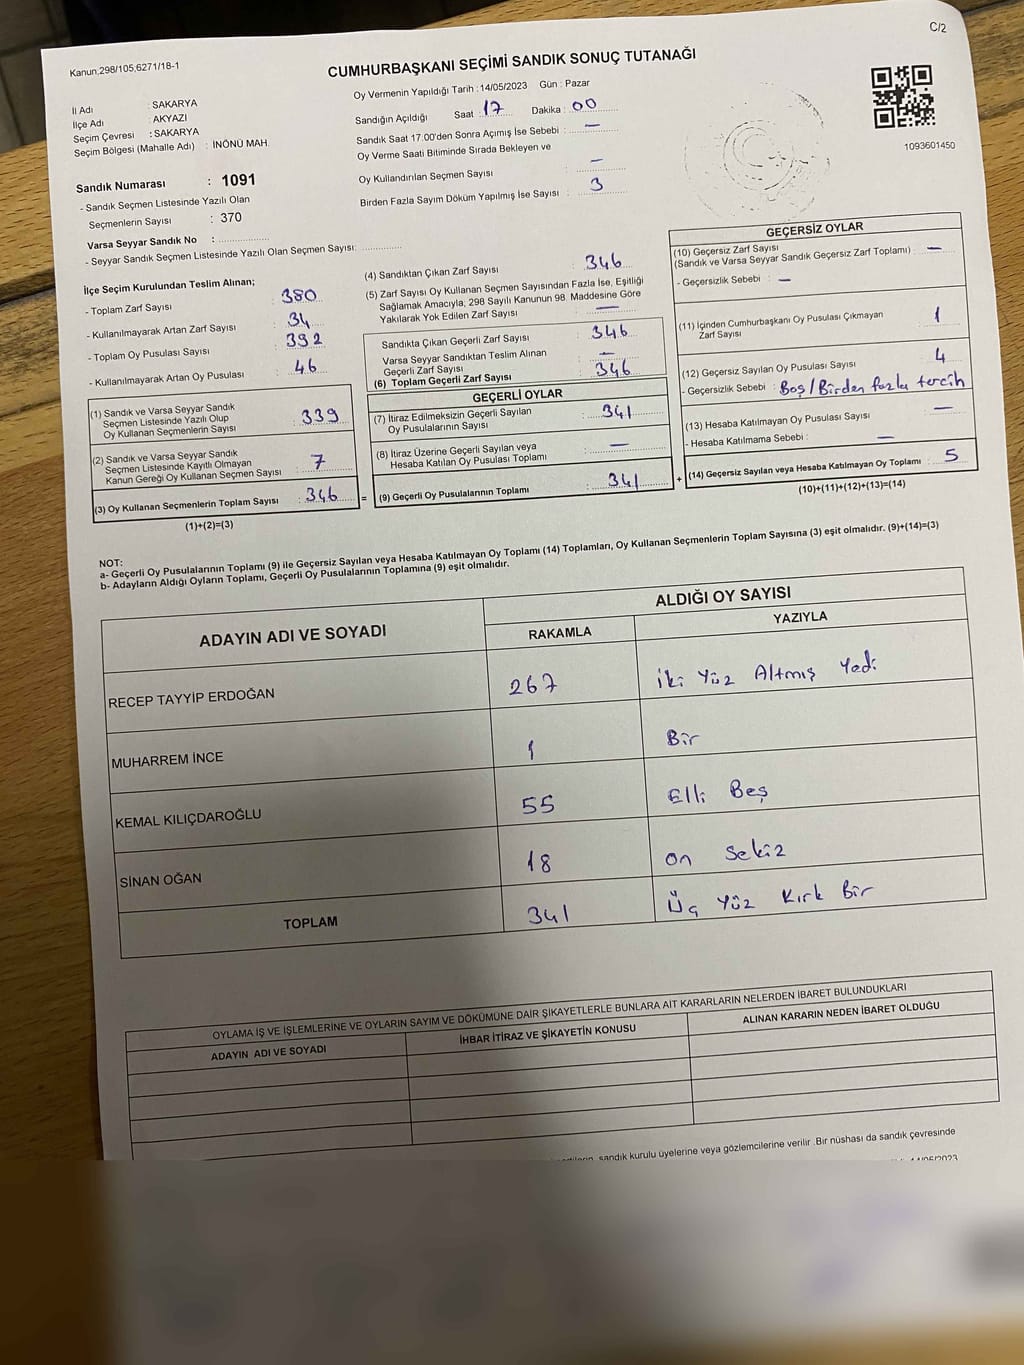 C/2
Kanun,298/105,6271/18-1
CUMHURBAŞKANI SEÇİMİ SANDIK SONUÇ TUTANAĞI
İl Adı : SAKARYA
İlçe Adı : AKYAZI
Seçim Çevresi : SAKARYA
Seçim Bölgesi (Mahalle Adı) : İNÖNÜ MAH.
Sandık Numarası : 1091
- Sandık Seçmen Listesinde Yazılı Olan
Seçmenlerin Sayısı : 370
Varsa Seyyar Sandık No :
- Seyyar Sandık Seçmen Listesinde Yazılı Olan Seçmen Sayısı:
Oy Vermenin Yapıldığı Tarih : 14/05/2023 Gün : Pazar
Sandığın Açıldığı Saat : 17 Dakika : 00
Sandık Saat 17:00'den Sonra Açımış İse Sebebi : —
Oy Verme Saati Bitiminde Sırada Bekleyen ve
Oy Kullandırılan Seçmen Sayısı : —
Birden Fazla Sayım Döküm Yapılmış İse Sayısı : 3
1093601450
İlçe Seçim Kurulundan Teslim Alınan;
- Toplam Zarf Sayısı : 380
- Kullanılmayarak Artan Zarf Sayısı : 34
- Toplam Oy Pusulası Sayısı : 392
- Kullanılmayarak Artan Oy Pusulası : 46
(1) Sandık ve Varsa Seyyar Sandık
Seçmen Listesinde Yazılı Olup
Oy Kullanan Seçmenlerin Sayısı : 339
(2) Sandık ve Varsa Seyyar Sandık
Seçmen Listesinde Kayıtlı Olmayan
Kanun Gereği Oy Kullanan Seçmen Sayısı : 7
(3) Oy Kullanan Seçmenlerin Toplam Sayısı : 346 =
(1)+(2)=(3)
(4) Sandıktan Çıkan Zarf Sayısı : 346
(5) Zarf Sayısı Oy Kullanan Seçmen Sayısından Fazla İse, Eşitliği
Sağlamak Amacıyla, 298 Sayılı Kanunun 98. Maddesine Göre
Yakılarak Yok Edilen Zarf Sayısı : —
Sandıkta Çıkan Geçerli Zarf Sayısı : 346
Varsa Seyyar Sandıktan Teslim Alınan
Geçerli Zarf Sayısı : —
(6) Toplam Geçerli Zarf Sayısı : 346
GEÇERLİ OYLAR
(7) İtiraz Edilmeksizin Geçerli Sayılan
Oy Pusulalarının Sayısı : 341
(8) İtiraz Üzerine Geçerli Sayılan veya
Hesaba Katılan Oy Pusulası Toplamı : —
(9) Geçerli Oy Pusulalarının Toplamı : 341 +
GEÇERSİZ OYLAR
(10) Geçersiz Zarf Sayısı
(Sandık ve Varsa Seyyar Sandık Geçersiz Zarf Toplamı) : —
- Geçersizlik Sebebi : —
(11) İçinden Cumhurbaşkanı Oy Pusulası Çıkmayan
Zarf Sayısı : 1
(12) Geçersiz Sayılan Oy Pusulası Sayısı : 4
- Geçersizlik Sebebi : Boş/Birden fazla tercih
(13) Hesaba Katılmayan Oy Pusulası Sayısı : —
- Hesaba Katılmama Sebebi : —
(14) Geçersiz Sayılan veya Hesaba Katılmayan Oy Toplamı : 5
(10)+(11)+(12)+(13)=(14)
NOT:
a- Geçerli Oy Pusulalarının Toplamı (9) ile Geçersiz Sayılan veya Hesaba Katılmayan Oy Toplamı (14) Toplamları, Oy Kullanan Seçmenlerin Toplam Sayısına (3) eşit olmalıdır. (9)+(14)=(3)
b- Adayların Aldığı Oyların Toplamı, Geçerli Oy Pusulalarının Toplamına (9) eşit olmalıdır.
ADAYIN ADI VE SOYADI
ALDIĞI OY SAYISI
RAKAMLA YAZIYLA
RECEP TAYYİP ERDOĞAN 267 İki Yüz Altmış Yedi
MUHARREM İNCE 1 Bir
KEMAL KILIÇDAROĞLU 55 Elli Beş
SİNAN OĞAN 18 On Sekiz
TOPLAM 341 Üç Yüz Kırk Bir
OYLAMA İŞ VE İŞLEMLERİNE VE OYLARIN SAYIM VE DÖKÜMÜNE DAİR ŞİKAYETLERLE BUNLARA AİT KARARLARIN NELERDEN İBARET BULUNDUKLARI
ADAYIN ADI VE SOYADI İHBAR İTİRAZ VE ŞİKAYETİN KONUSU ALINAN KARARIN NEDEN İBARET OLDUĞU
sandık kurulu üyelerine veya gözlemcilerine verilir .Bir nüshası da sandık çevresinde